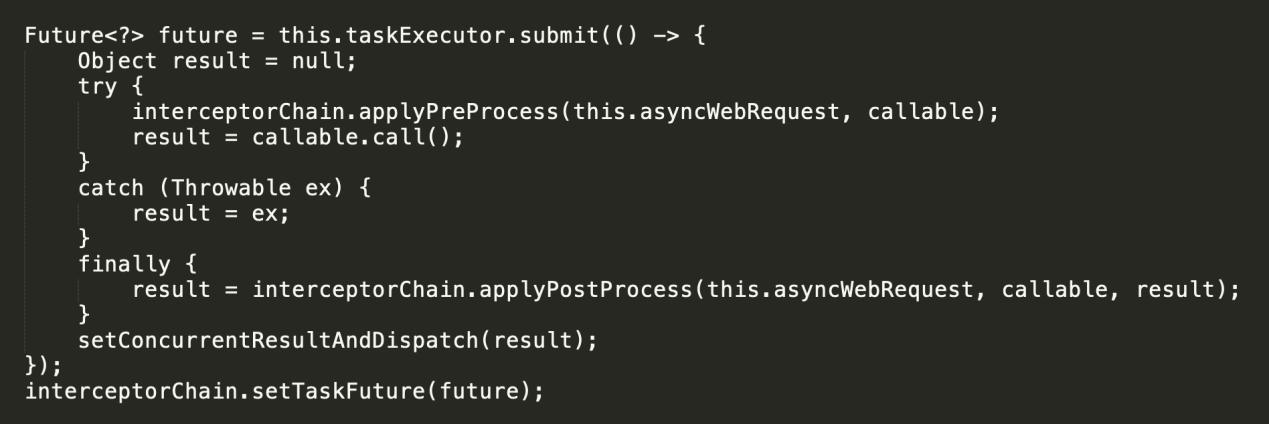 Future<?> future = this.taskExecutor.submit(() -> {
    Object result = null;
    try {
        interceptorChain.applyPreProcess(this.asyncWebRequest, callable);
        result = callable.call();
    }
    catch (Throwable ex) {
        result = ex;
    }
    finally {
        result = interceptorChain.applyPostProcess(this.asyncWebRequest, callable, result);
    }
    setConcurrentResultAndDispatch(result);
});
interceptorChain.setTaskFuture(future);